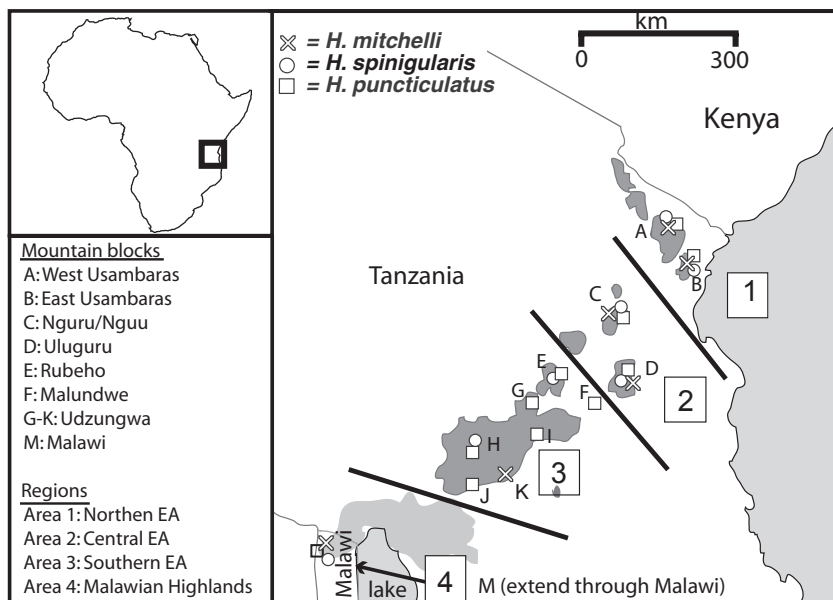 = H. mitchelli
= H. spinigularis
= H. puncticulatus
km
0 300
Kenya
Tanzania
Mountain blocks
A: West Usambaras
B: East Usambaras
C: Nguru/Nguu
D: Uluguru
E: Rubeho
F: Malundwe
G-K: Udzungwa
M: Malawi
Regions
Area 1: Northen EA
Area 2: Central EA
Area 3: Southern EA
Area 4: Malawian Highlands
A
B
1
C
D
E
F
2
G
H
I
3
J
K
Malawi
lake
4
M (extend through Malawi)